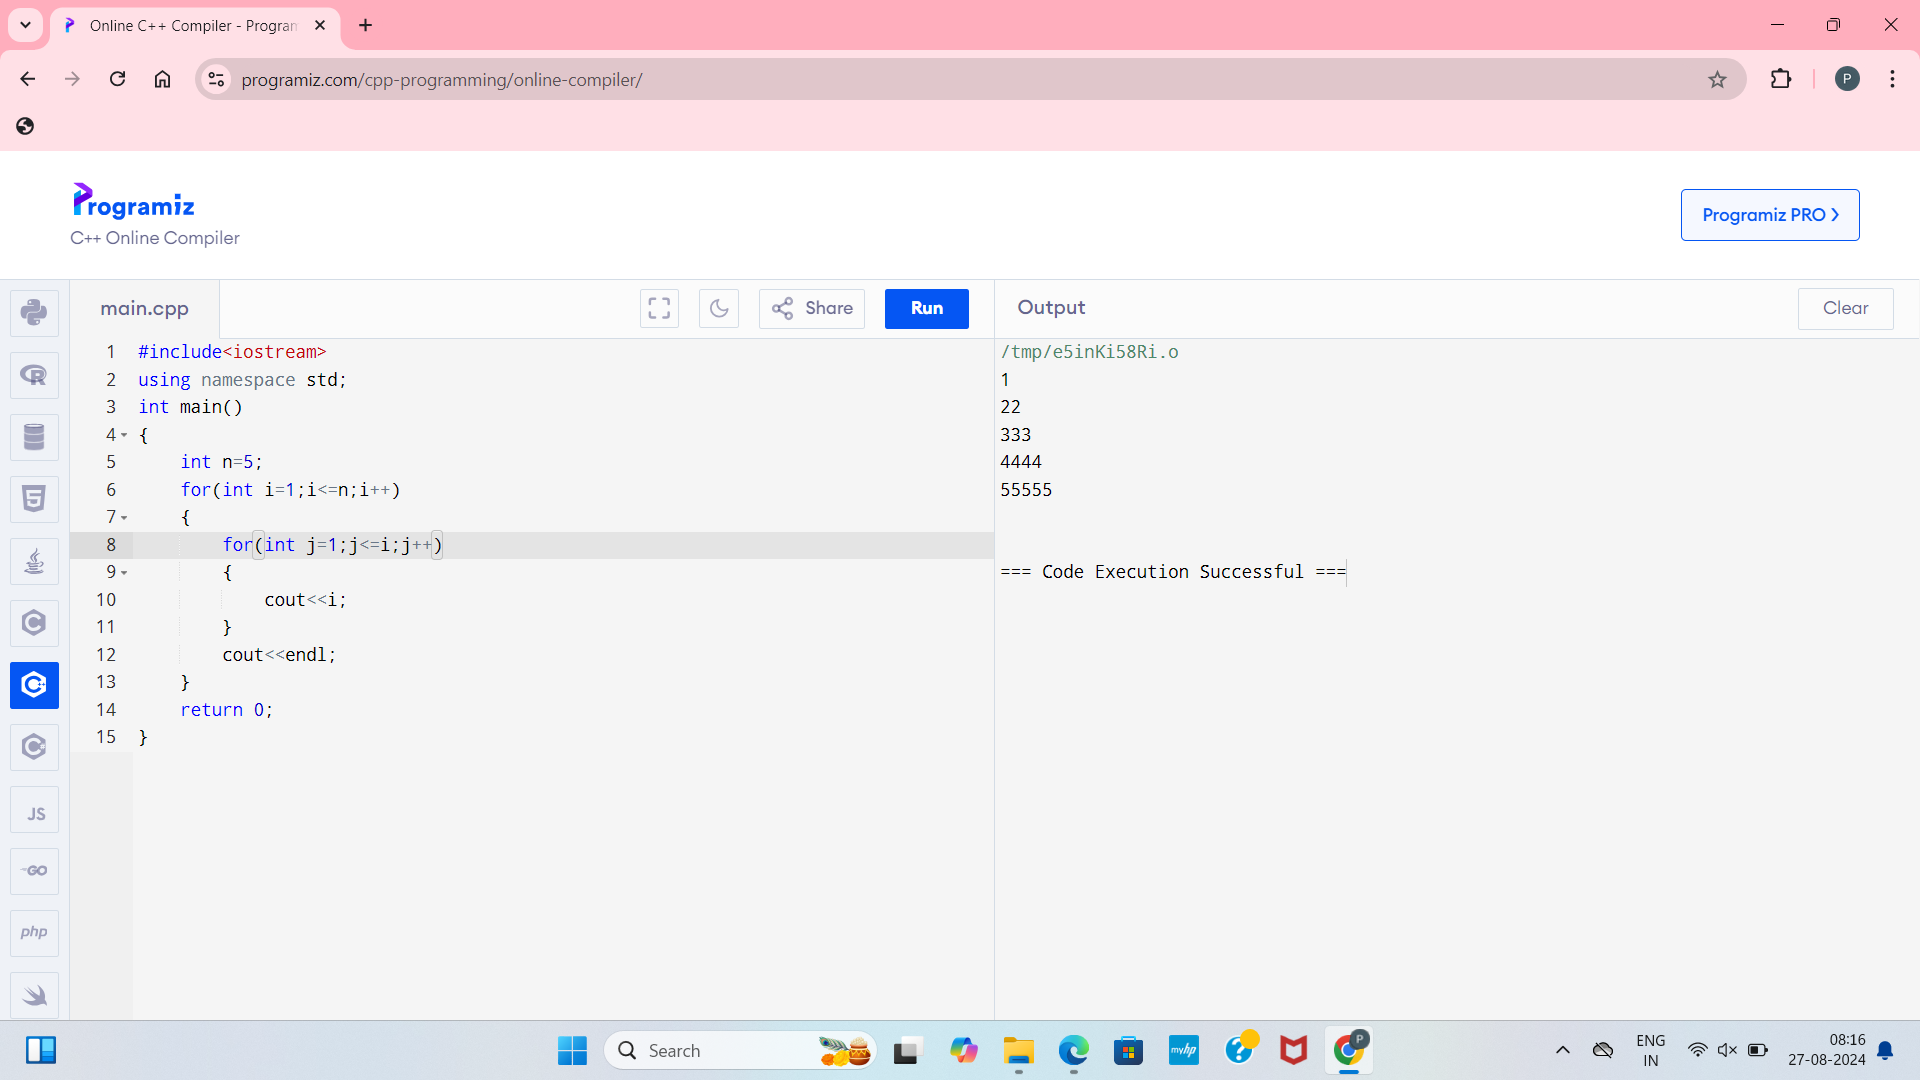 Online C++ Compiler - Program
programiz.com/cpp-programming/online-compiler/
P
Programiz
C++ Online Compiler
Programiz PRO
main.cpp
Share
Run
Output
Clear
1 #include<iostream>
2 using namespace std;
3 int main()
4 {
5 int n=5;
6 for(int i=1;i<=n;i++)
7 {
8 for(int j=1;j<=i;j++)
9 {
10 cout<<i;
11 }
12 cout<<endl;
13 }
14 return 0;
15 }
/tmp/e5inKi58Ri.o
1
22
333
4444
55555
=== Code Execution Successful ===
JS
GO
php
Search
myhp
P
ENG
IN
08:16
27-08-2024